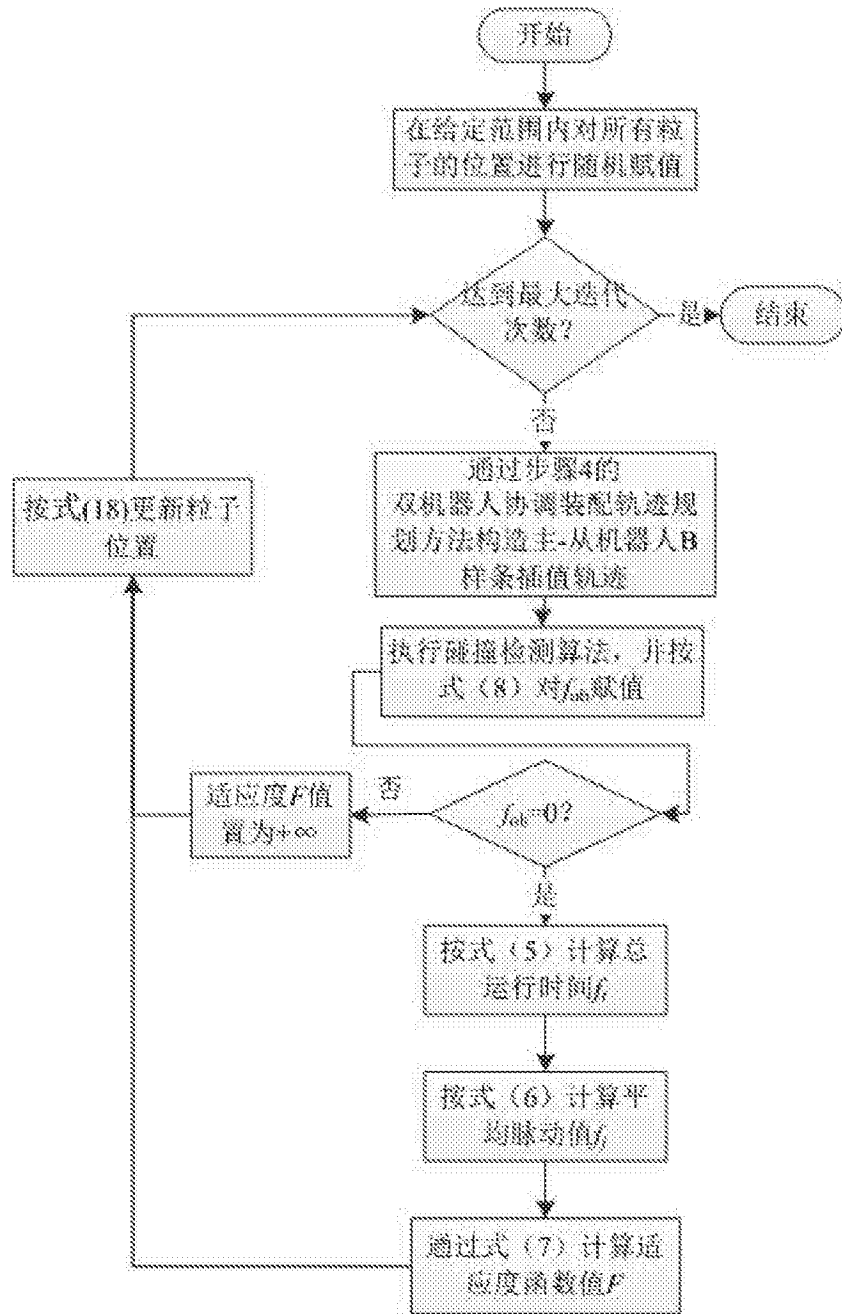 开始
在给定范围内对所有粒
子的位置进行随机赋值
达到最大迭代
次数?
是
结束
否
通过步骤4的
双机器人协调装配轨迹规
划方法构造主-从机器人B
样条插值轨迹
按式(18)更新粒子
位置
执行碰撞检测算法，并按
式（8）对fob赋值
fob=0?
否
适应度F值
置为+∞
是
按式（5）计算总
运行时间ft
按式（6）计算平
均脉动值fj
通过式（7）计算适
应度函数值F